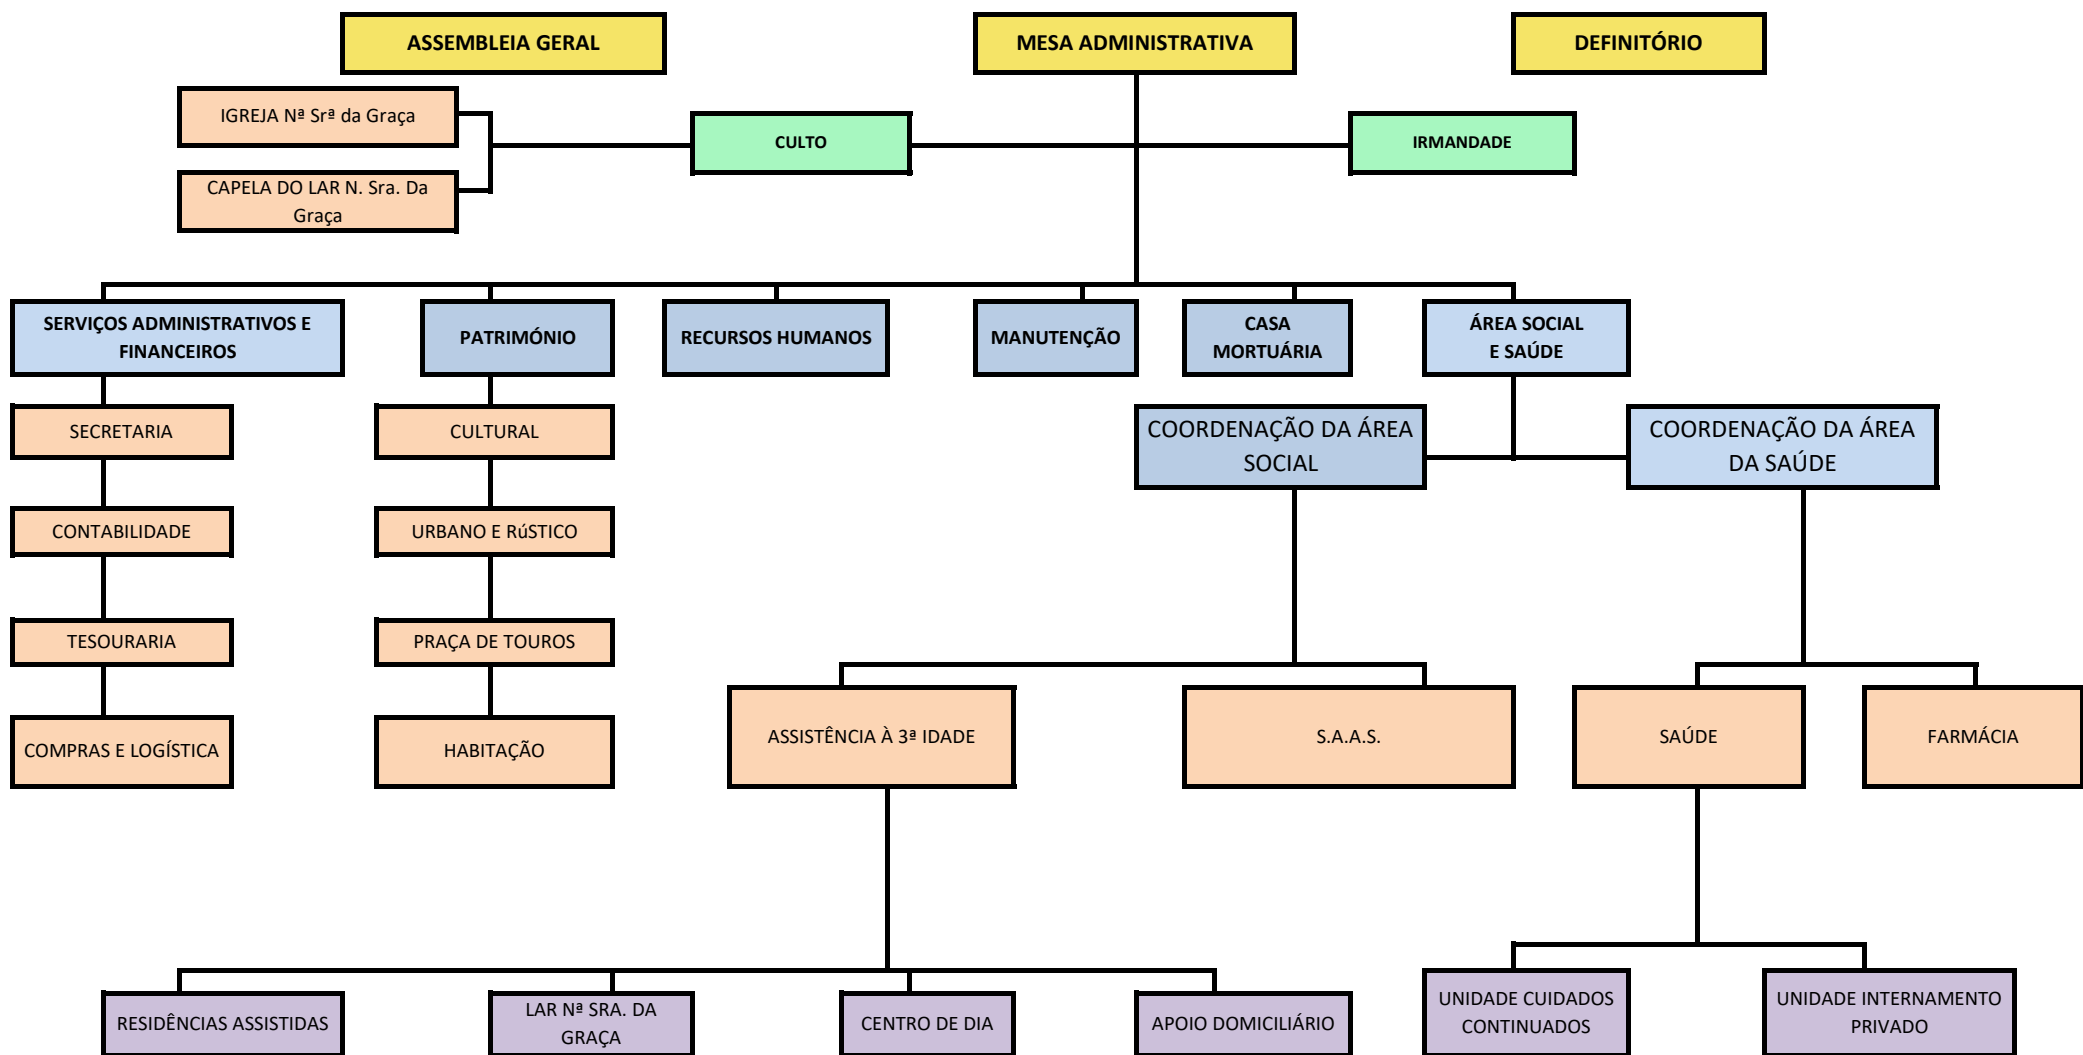 ASSEMBLEIA GERAL
MESA ADMINISTRATIVA
DEFINITÓRIO
IGREJA Nª Srª da Graça
CULTO
IRMANDADE
CAPELA DO LAR N. Sra. Da
Graça
SERVIÇOS ADMINISTRATIVOS E
FINANCEIROS
PATRIMÓNIO
RECURSOS HUMANOS
MANUTENÇÃO
CASA
MORTUÁRIA
ÁREA SOCIAL
E SAÚDE
SECRETARIA
CULTURAL
COORDENAÇÃO DA ÁREA
SOCIAL
COORDENAÇÃO DA ÁREA
DA SAÚDE
CONTABILIDADE
URBANO E RúSTICO
TESOURARIA
PRAÇA DE TOUROS
COMPRAS E LOGÍSTICA
HABITAÇÃO
ASSISTÊNCIA À 3ª IDADE
S.A.A.S.
SAÚDE
FARMÁCIA
RESIDÊNCIAS ASSISTIDAS
LAR Nª SRA. DA
GRAÇA
CENTRO DE DIA
APOIO DOMICILIÁRIO
UNIDADE CUIDADOS
CONTINUADOS
UNIDADE INTERNAMENTO
PRIVADO